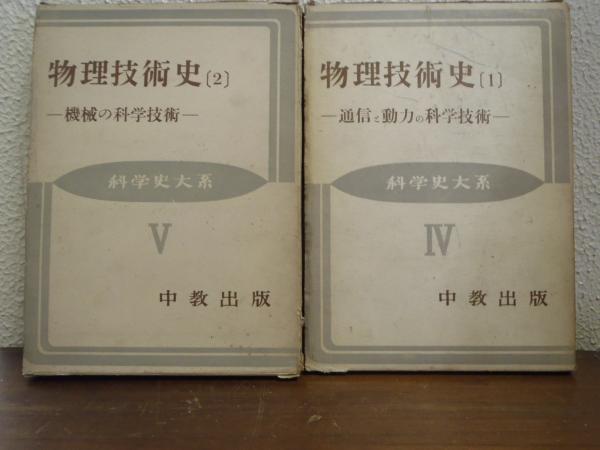 物理技術史〔2〕
―機械の科学技術―
科学史大系
V
中教出版
物理技術史〔1〕
―通信と動力の科学技術―
科学史大系
IV
中教出版